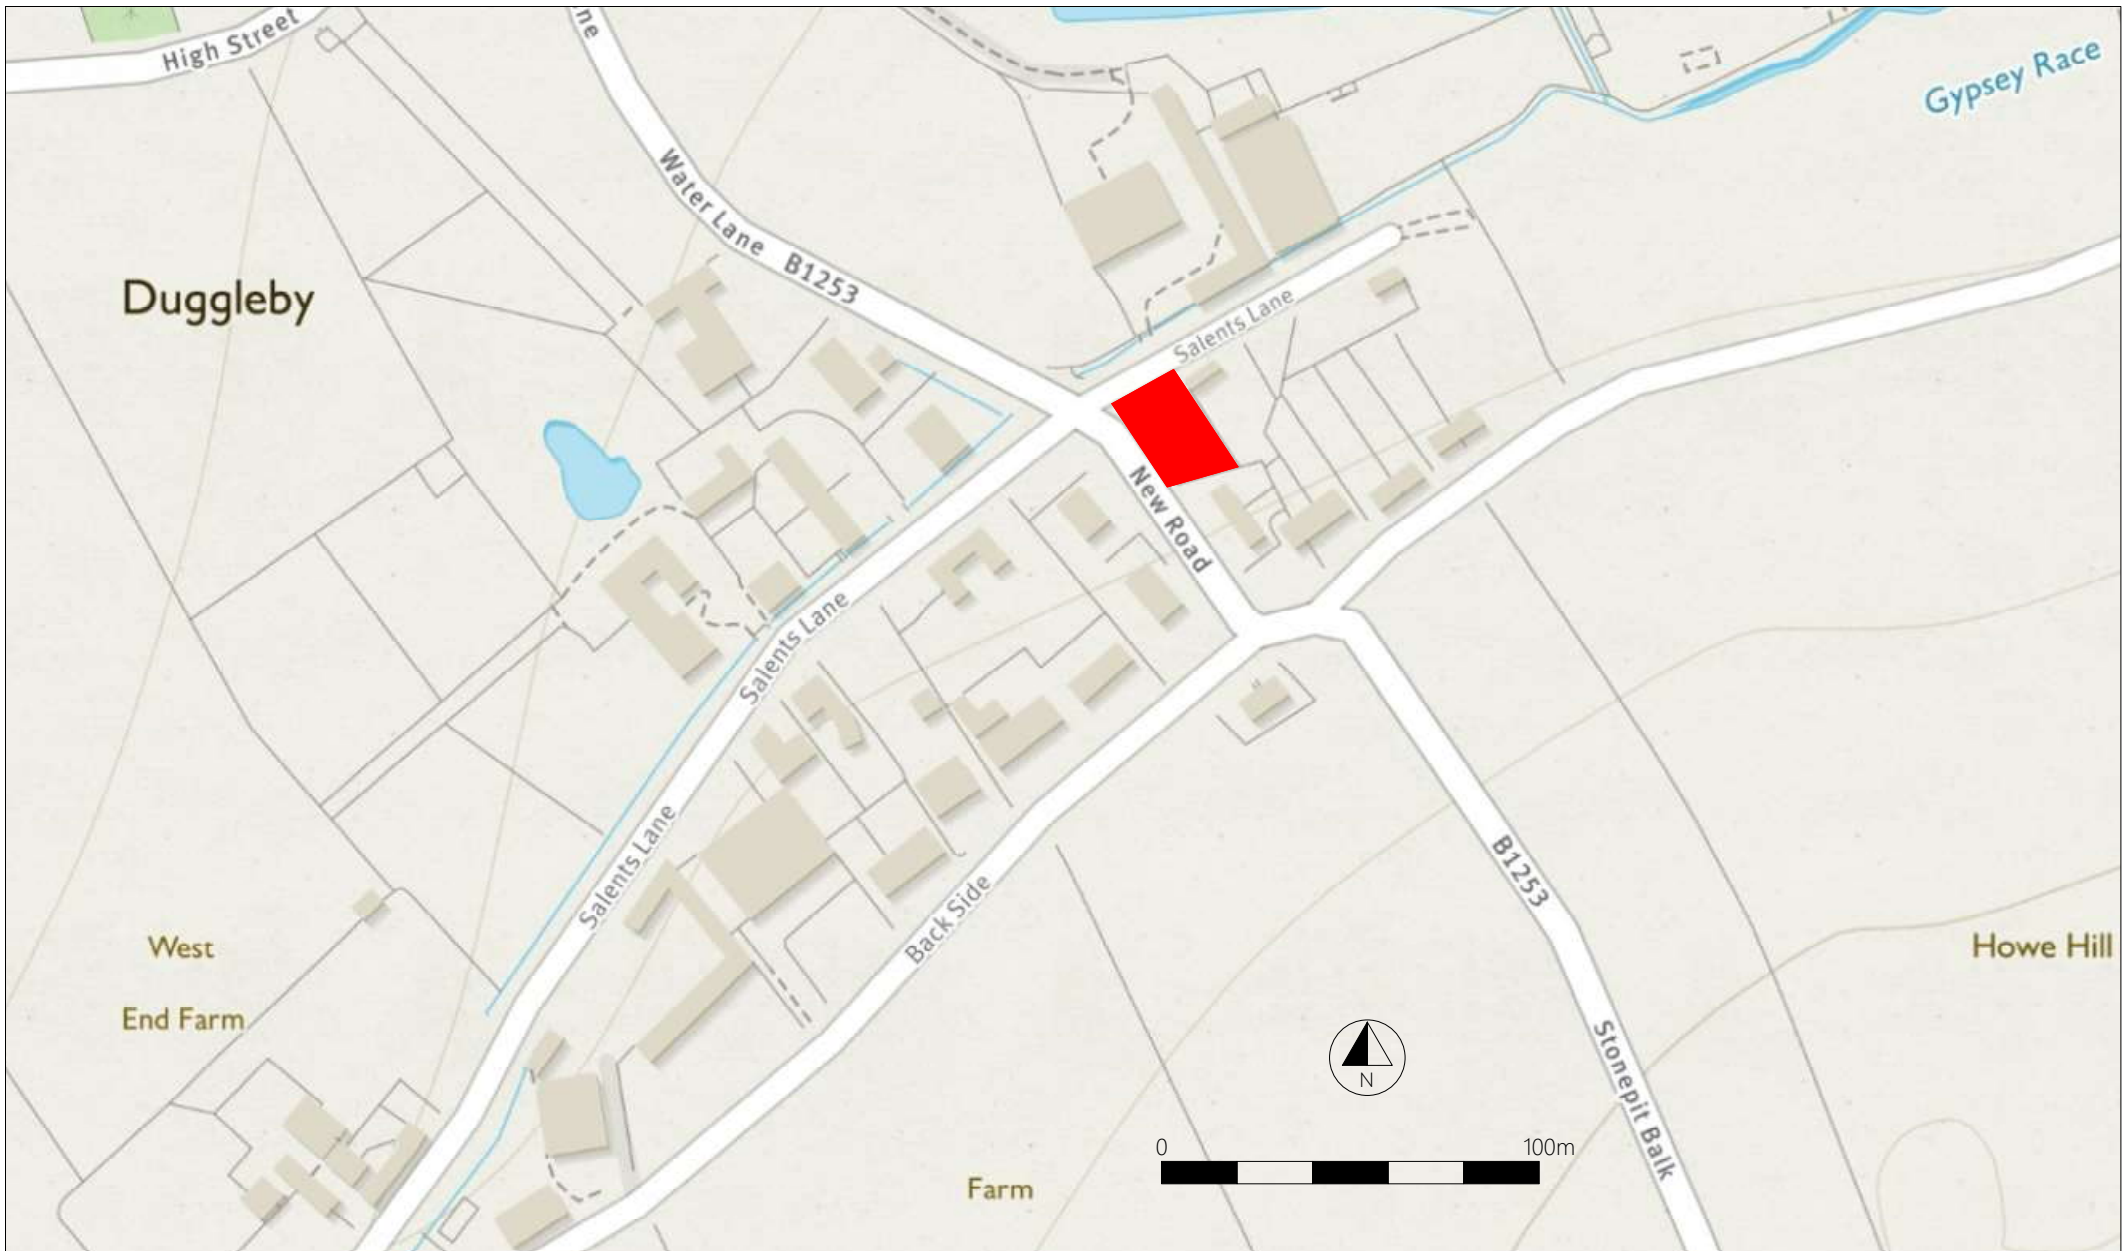 High Street
ne
Gypsey Race
Water Lane
B1253
Duggleby
Salents Lane
New Road
Salents Lane
Salents Lane
Back Side
B1253
West
End Farm
Howe Hill
Stonepit Balk
N
0
100m
Farm